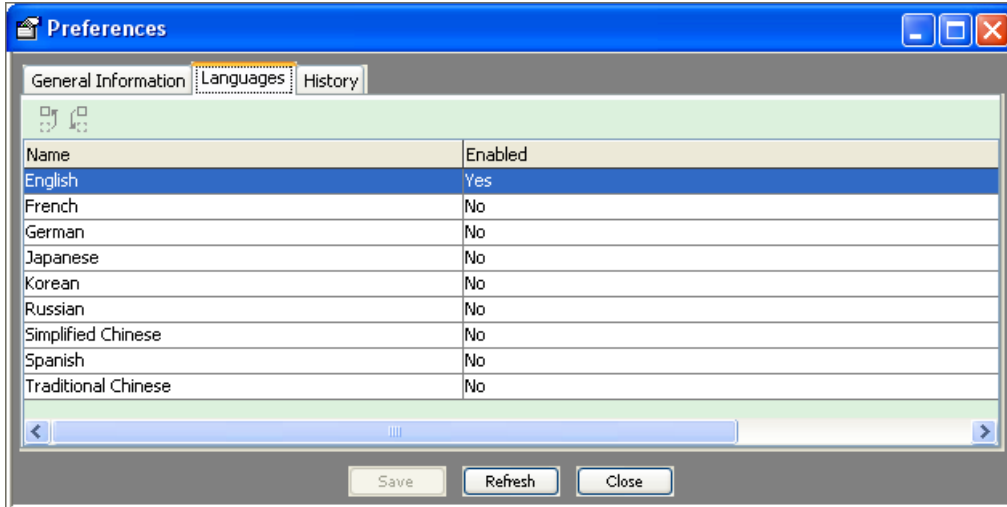 Preferences
General Information Languages History
Name Enabled
English Yes
French No
German No
Japanese No
Korean No
Russian No
Simplified Chinese No
Spanish No
Traditional Chinese No
Save Refresh Close